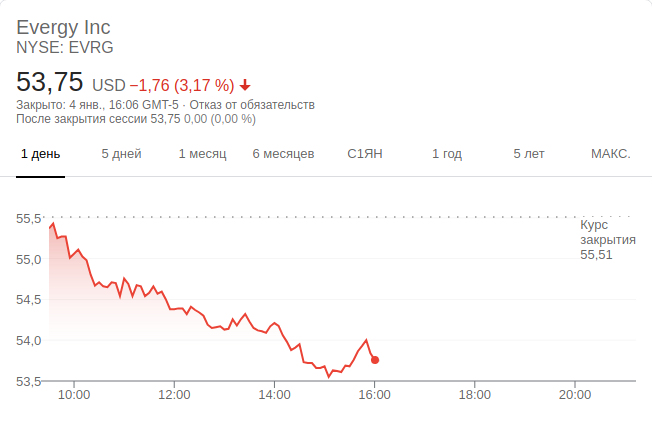 Evergy Inc
NYSE: EVRG
53,75 USD −1,76 (3,17 %)
Закрыто: 4 янв., 16:06 GMT-5 · Отказ от обязательств
После закрытия сессии 53,75 0,00 (0,00 %)
1 день 5 дней 1 месяц 6 месяцев С1ЯН 1 год 5 лет МАКС.
55,5
Курс
закрытия
55,51
55,0
54,5
54,0
53,5
10:00 12:00 14:00 16:00 18:00 20:00